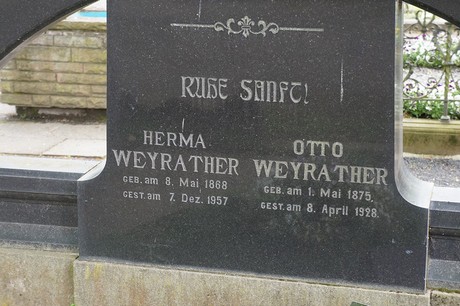 RUHE SANFT!
HERMA
WEYRATHER
GEB. am 8. Mai 1868
GEST. am 7. Dez. 1957
OTTO
WEYRATHER
GEB. am 1. Mai 1875.
GEST. am 8. April 1928.